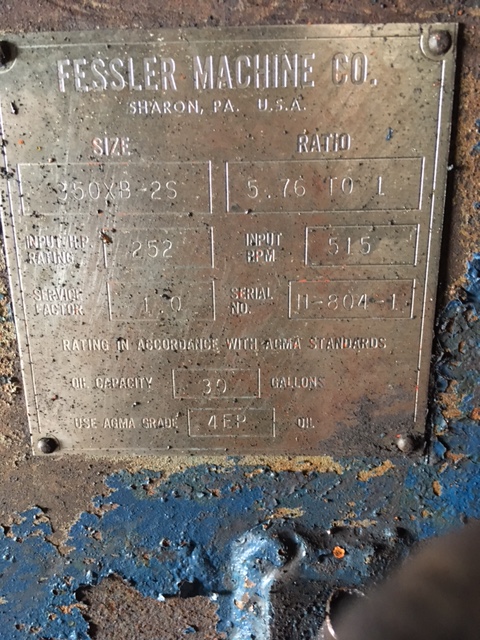 FESSLER MACHINE CO.
SHARON, PA. U.S.A.
SIZE RATIO
350XB-2S 5.76 TO 1
INPUT HP. RATING 252 INPUT RPM 515
SERVICE FACTOR 1.0 SERIAL NO. 11-804-1
RATING IN ACCORDANCE WITH AGMA STANDARDS
OIL CAPACITY 30 GALLONS
USE AGMA GRADE 4EP OIL